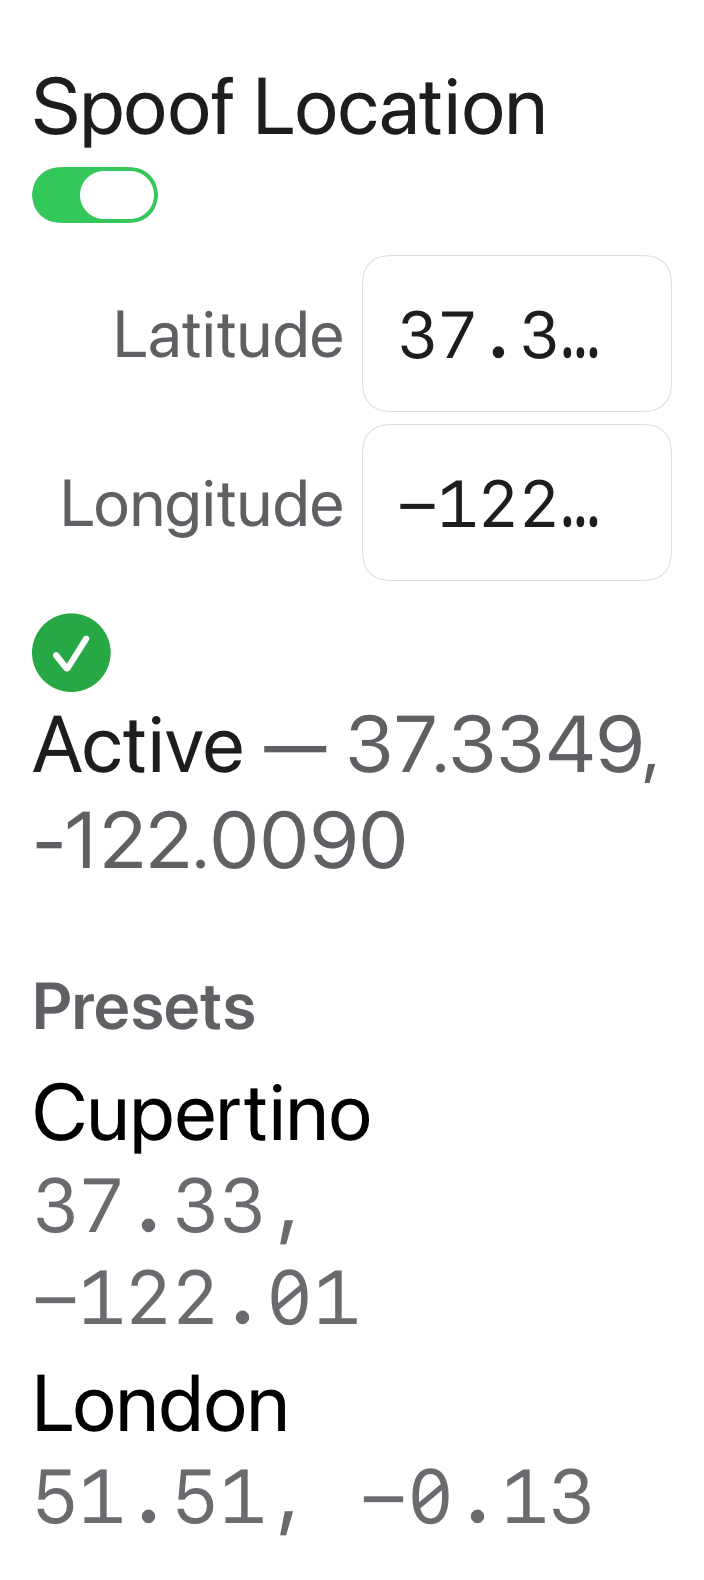 Spoof Location
Latitude 37.3…
Longitude −122…
Active — 37.3349,
-122.0090
Presets
Cupertino
37.33,
−122.01
London
51.51, −0.13